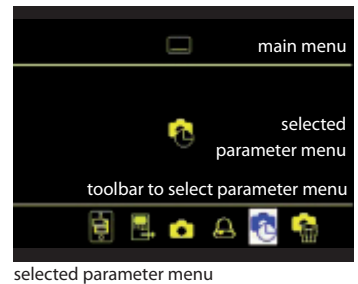 main menu
selected
parameter menu
toolbar to select parameter menu
selected parameter menu